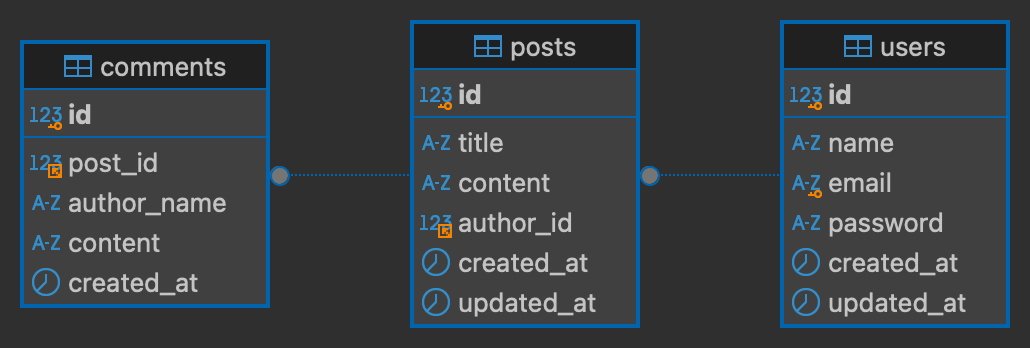 comments
123 id
123 post_id
A-Z author_name
A-Z content
created_at
posts
123 id
A-Z title
A-Z content
123 author_id
created_at
updated_at
users
123 id
A-Z name
A-Z email
A-Z password
created_at
updated_at